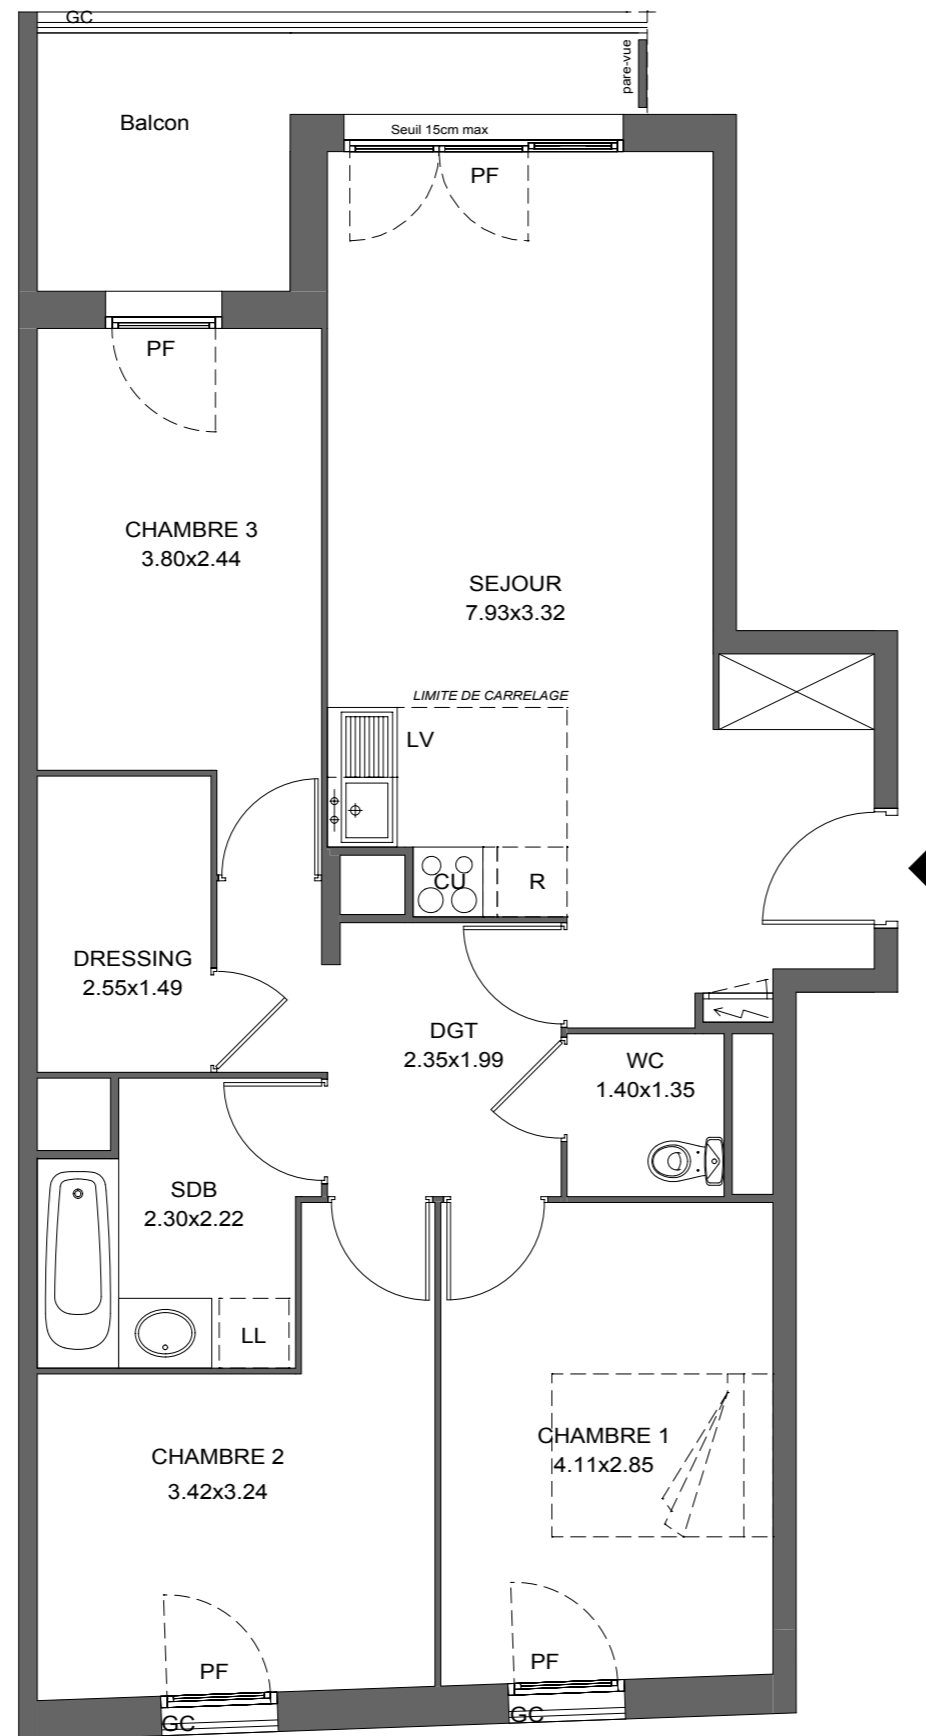 GC
pare-vue
Balcon
Seuil 15cm max
PF
PF
CHAMBRE 3
3.80x2.44
SEJOUR
7.93x3.32
LIMITE DE CARRELAGE
LV
CU
R
DRESSING
2.55x1.49
DGT
2.35x1.99
WC
1.40x1.35
SDB
2.30x2.22
LL
CHAMBRE 1
4.11x2.85
CHAMBRE 2
3.42x3.24
PF
PF
GC
GC